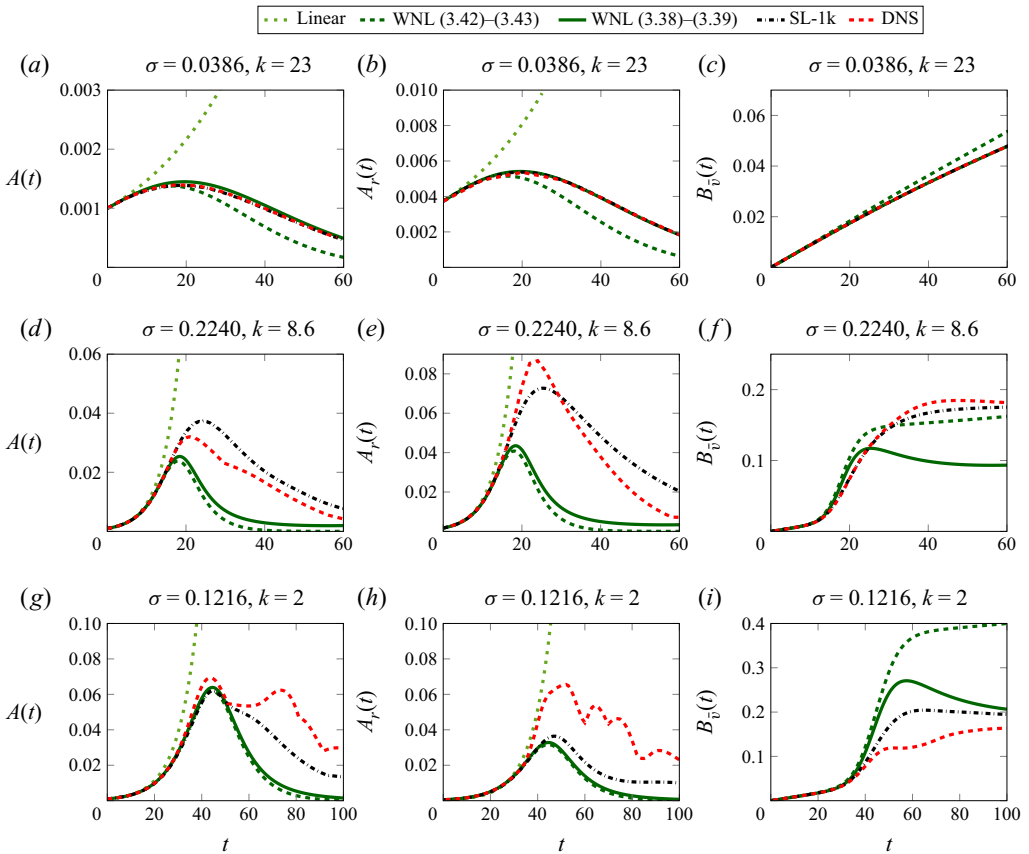 Linear WNL (3.42)–(3.43) WNL (3.38)–(3.39) SL-1k DNS
(a) σ = 0.0386, k = 23
0.003
0.002
0.001
A(t)
0 20 40 60
(b) σ = 0.0386, k = 23
0.010
0.008
0.006
0.004
0.002
A_r(t)
0 20 40 60
(c) σ = 0.0386, k = 23
0.06
0.04
0.02
B_v̄(t)
0 20 40 60
(d) σ = 0.2240, k = 8.6
0.06
0.04
0.02
A(t)
0 20 40 60
(e) σ = 0.2240, k = 8.6
0.08
0.06
0.04
0.02
A_r(t)
0 20 40 60
(f) σ = 0.2240, k = 8.6
0.2
0.1
B_v̄(t)
0 20 40 60
(g) σ = 0.1216, k = 2
0.10
0.08
0.06
0.04
0.02
A(t)
0 20 40 60 80 100
t
(h) σ = 0.1216, k = 2
0.10
0.08
0.06
0.04
0.02
A_r(t)
0 20 40 60 80 100
t
(i) σ = 0.1216, k = 2
0.4
0.3
0.2
0.1
B_v̄(t)
0 20 40 60 80 100
t